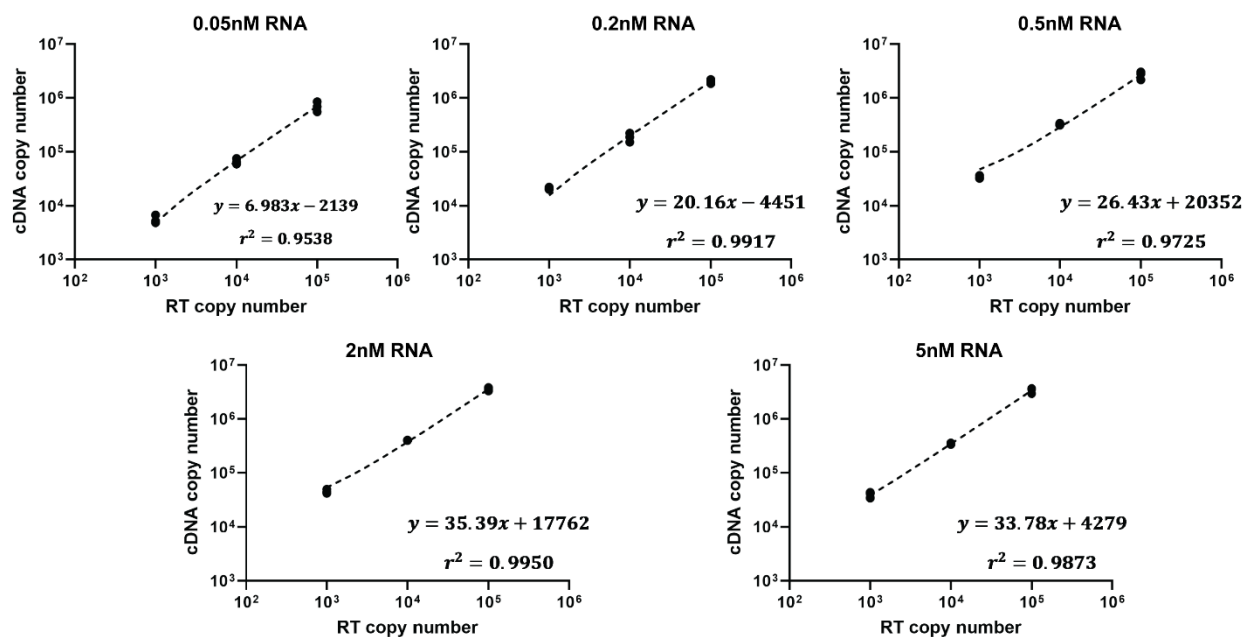 0.05nM RNA
cDNA copy number
10⁷
10⁶
10⁵
10⁴
10³
y = 6.983x − 2139
r² = 0.9538
10² 10³ 10⁴ 10⁵ 10⁶
RT copy number
0.2nM RNA
cDNA copy number
10⁷
10⁶
10⁵
10⁴
10³
y = 20.16x − 4451
r² = 0.9917
10² 10³ 10⁴ 10⁵ 10⁶
RT copy number
0.5nM RNA
cDNA copy number
10⁷
10⁶
10⁵
10⁴
10³
y = 26.43x + 20352
r² = 0.9725
10² 10³ 10⁴ 10⁵ 10⁶
RT copy number
2nM RNA
cDNA copy number
10⁷
10⁶
10⁵
10⁴
10³
y = 35.39x + 17762
r² = 0.9950
10² 10³ 10⁴ 10⁵ 10⁶
RT copy number
5nM RNA
cDNA copy number
10⁷
10⁶
10⁵
10⁴
10³
y = 33.78x + 4279
r² = 0.9873
10² 10³ 10⁴ 10⁵ 10⁶
RT copy number